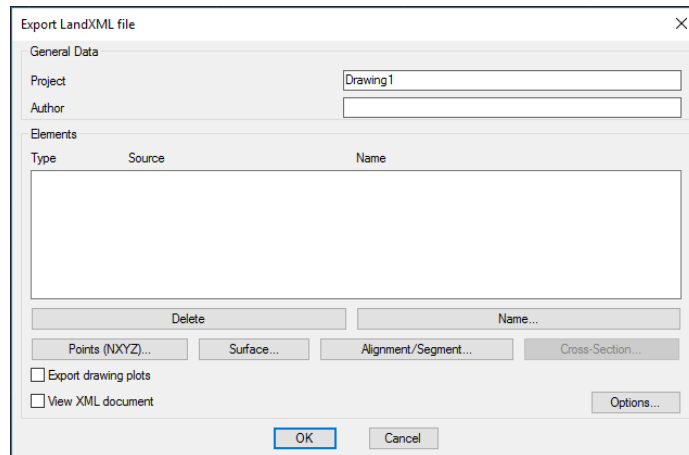 Export LandXML file
General Data
Project Drawing1
Author
Elements
Type Source Name
Delete Name...
Points (NXYZ)... Surface... Alignment/Segment... Cross-Section...
Export drawing plots
View XML document Options...
OK Cancel